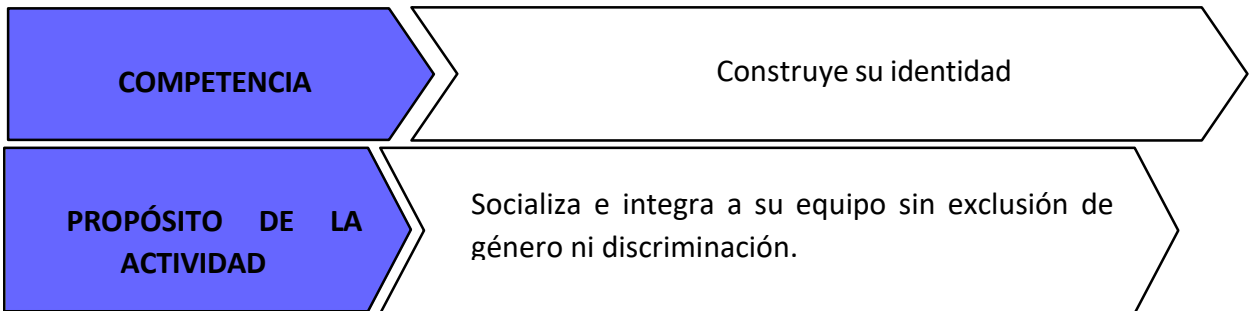 COMPETENCIA
Construye su identidad
PROPÓSITO DE LA
ACTIVIDAD
Socializa e integra a su equipo sin exclusión de
género ni discriminación.